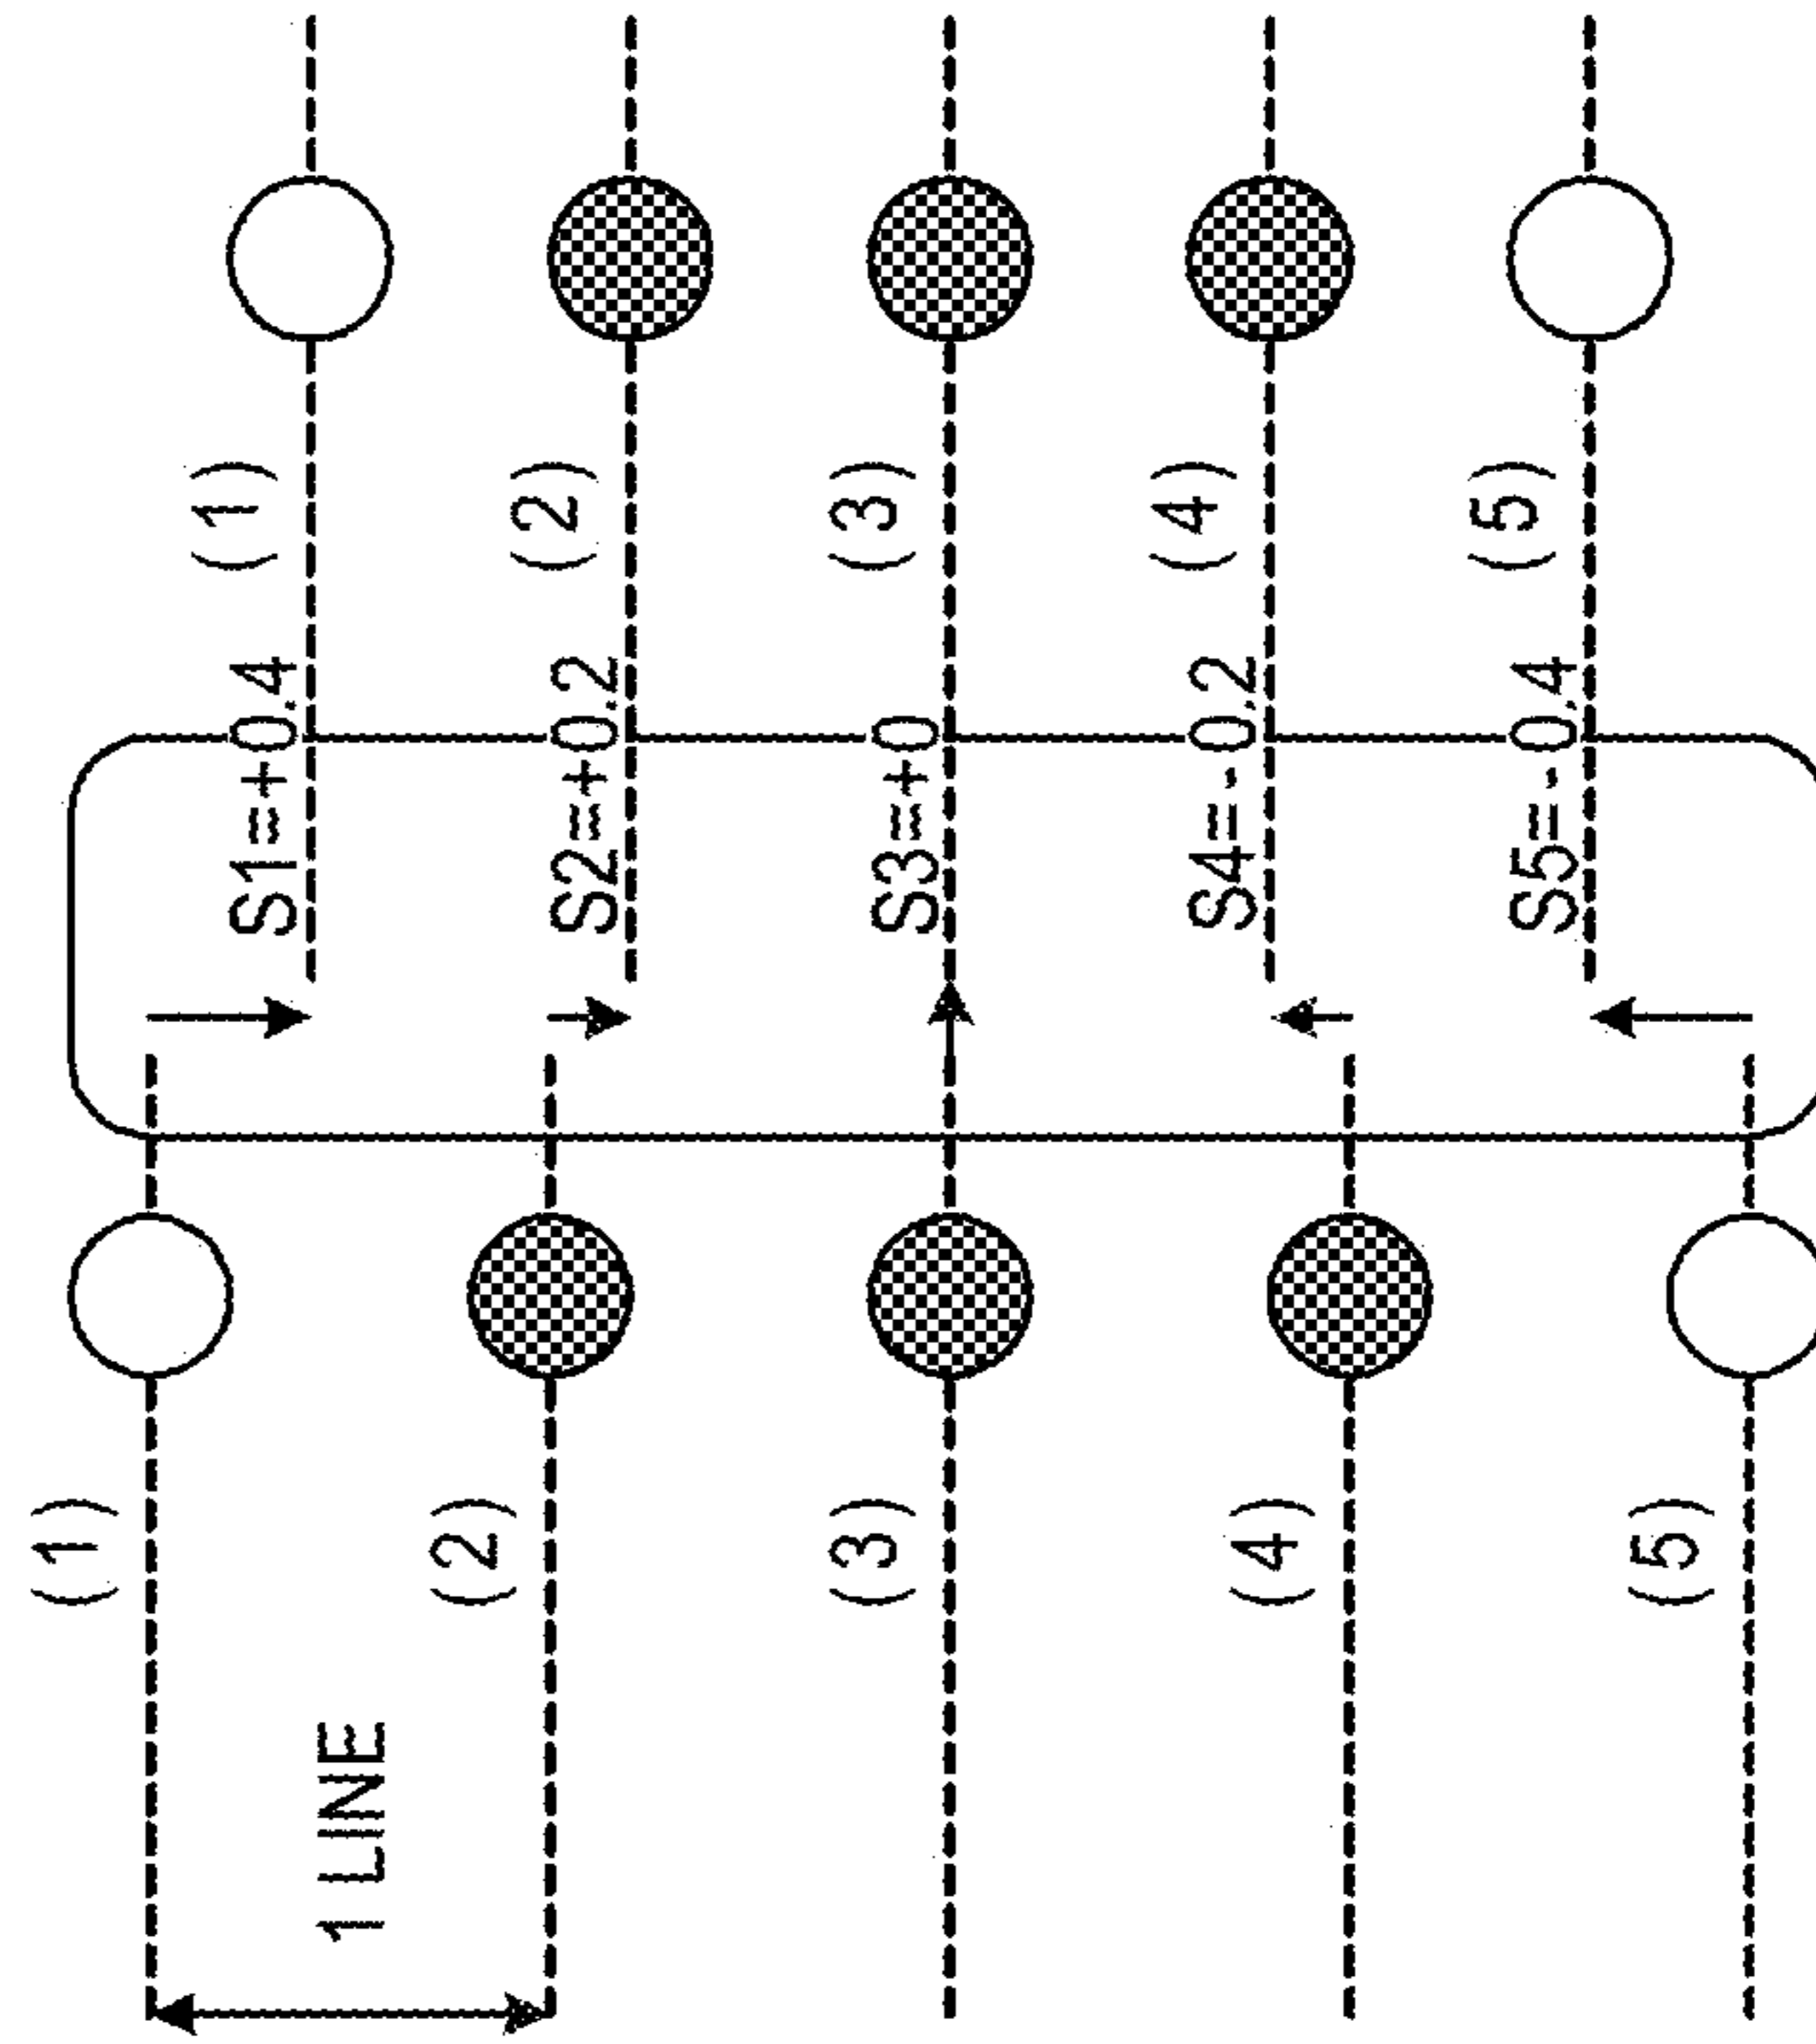 (1)
(2)
(3)
(4)
(5)
S1=+0.4
S2=+0.2
S3=+0
S4=-0.2
S5=-0.4
(1)
(2)
(3)
(4)
(5)
1 LINE